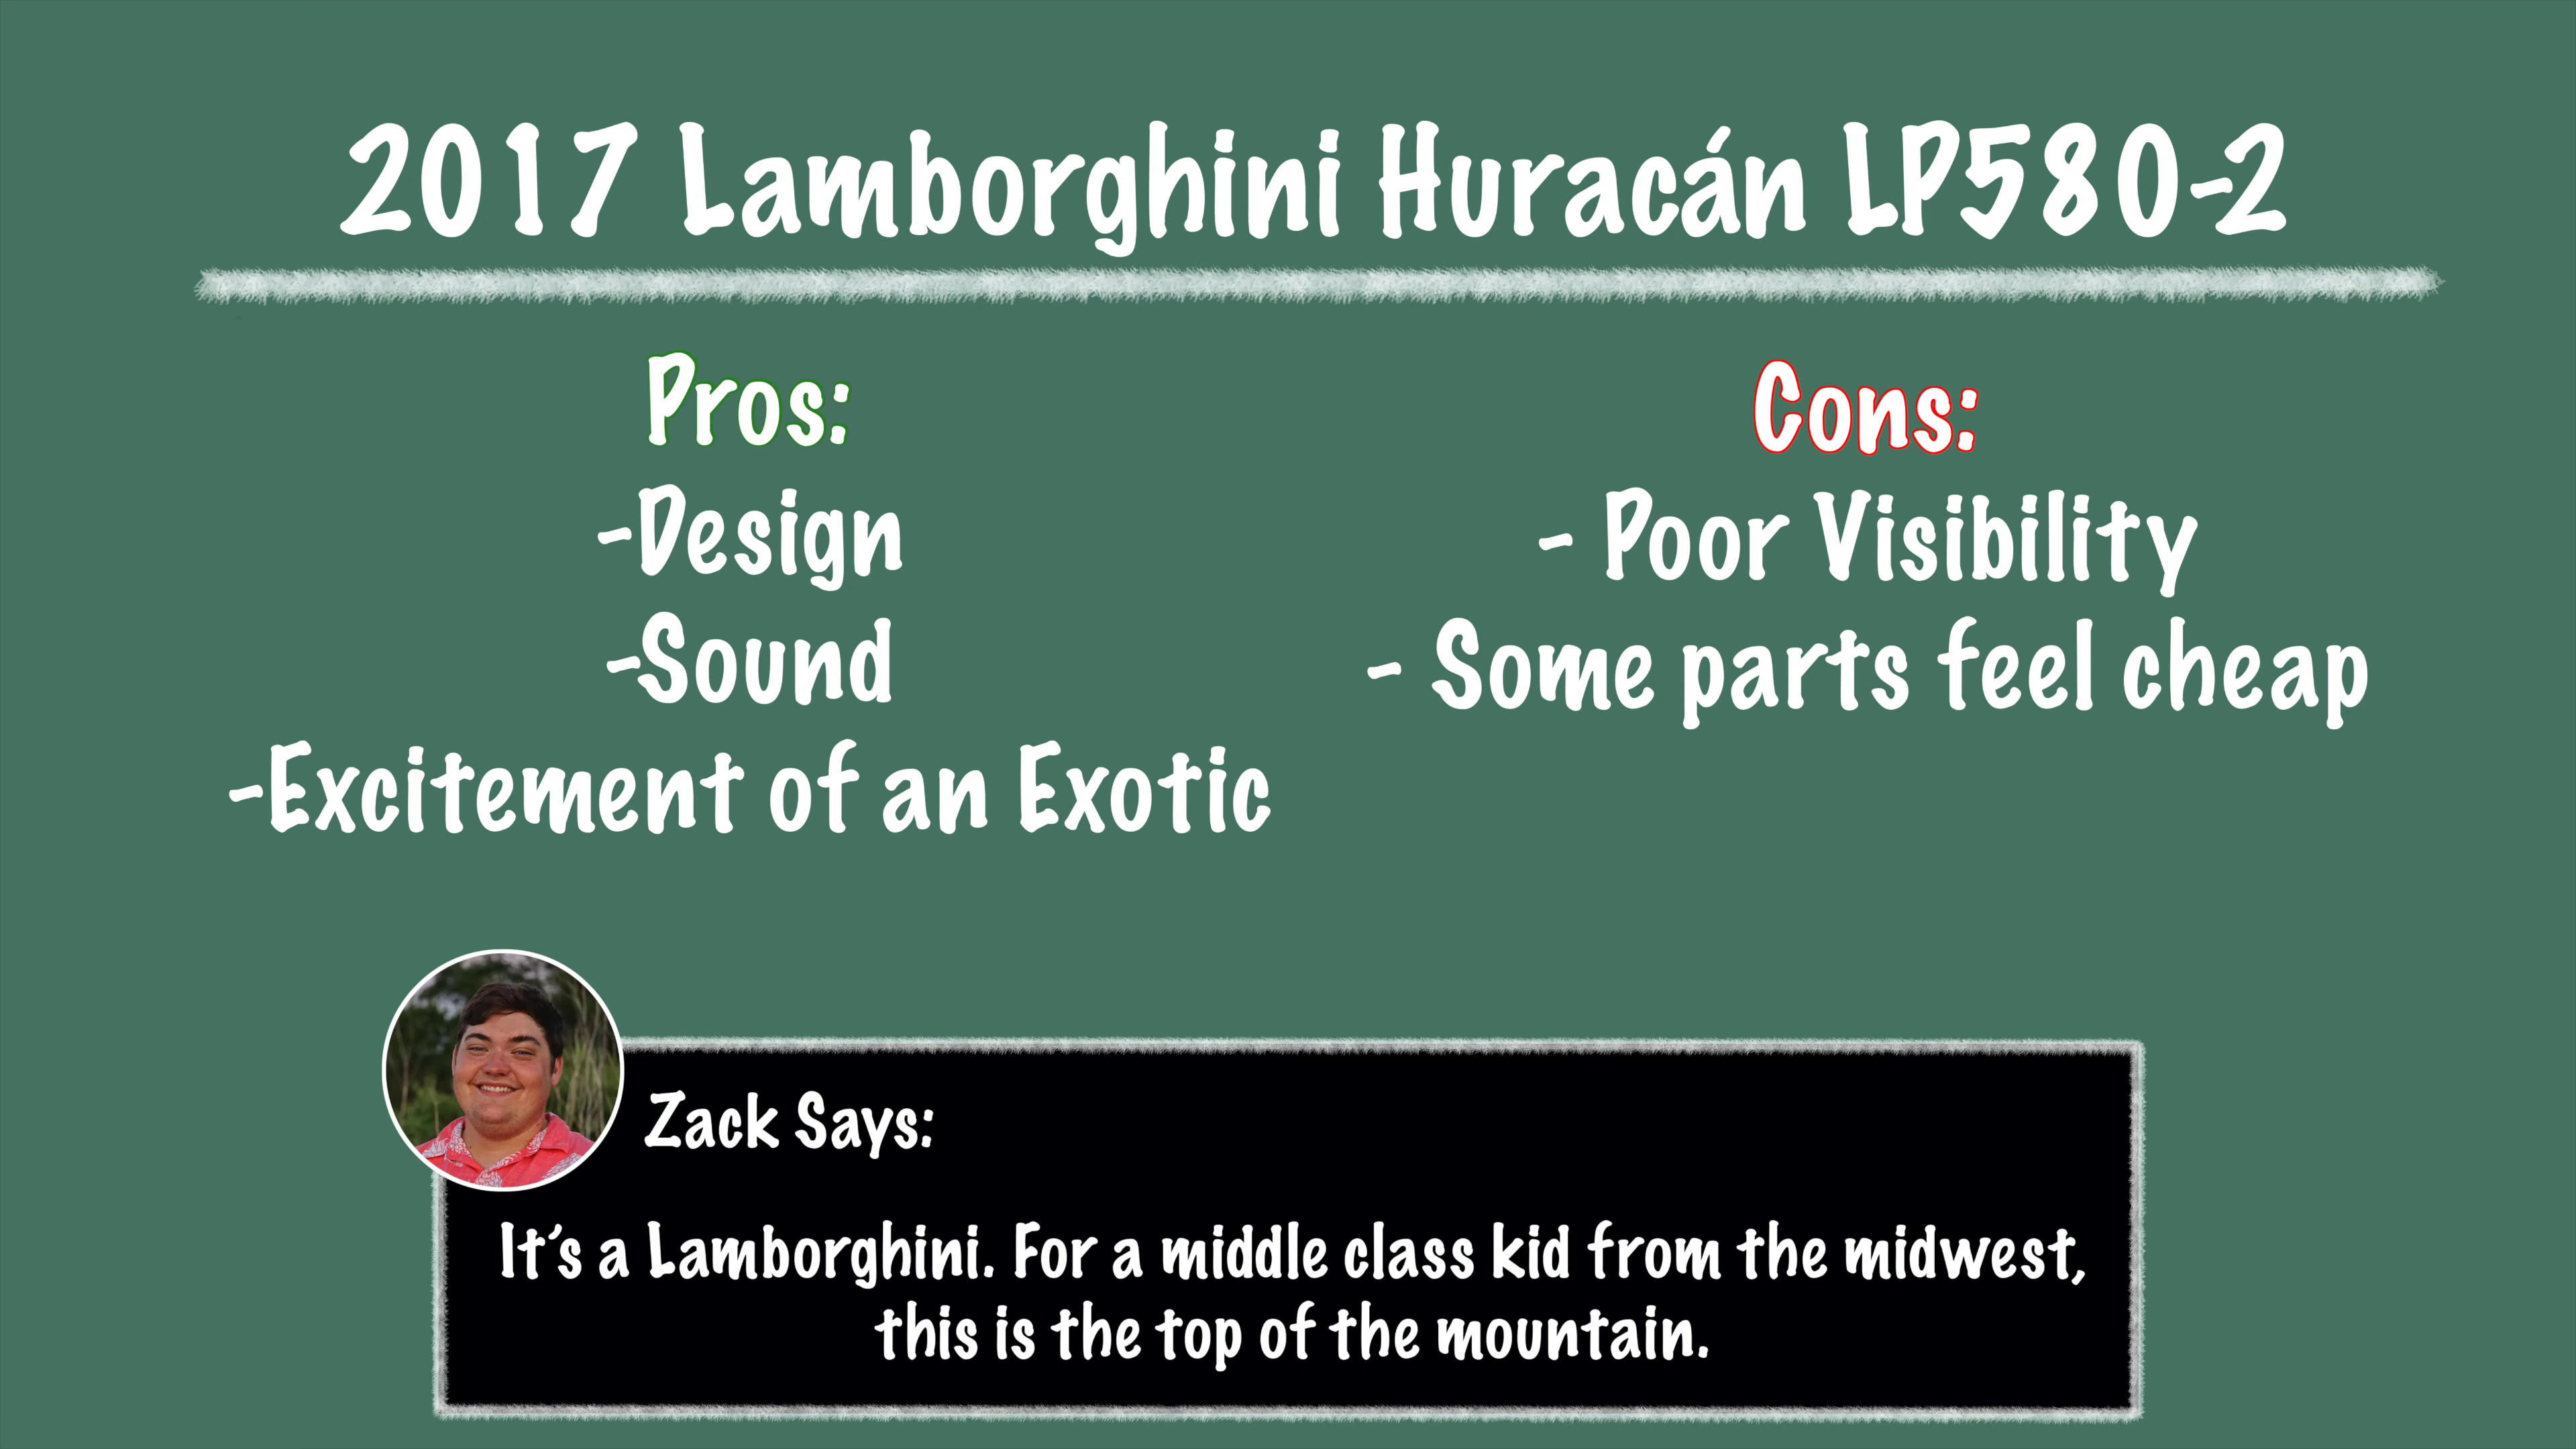 2017 Lamborghini Huracán LP580-2
Pros:
-Design
-Sound
-Excitement of an Exotic
Cons:
- Poor Visibility
- Some parts feel cheap
Zack Says:
It’s a Lamborghini. For a middle class kid from the midwest,
this is the top of the mountain.